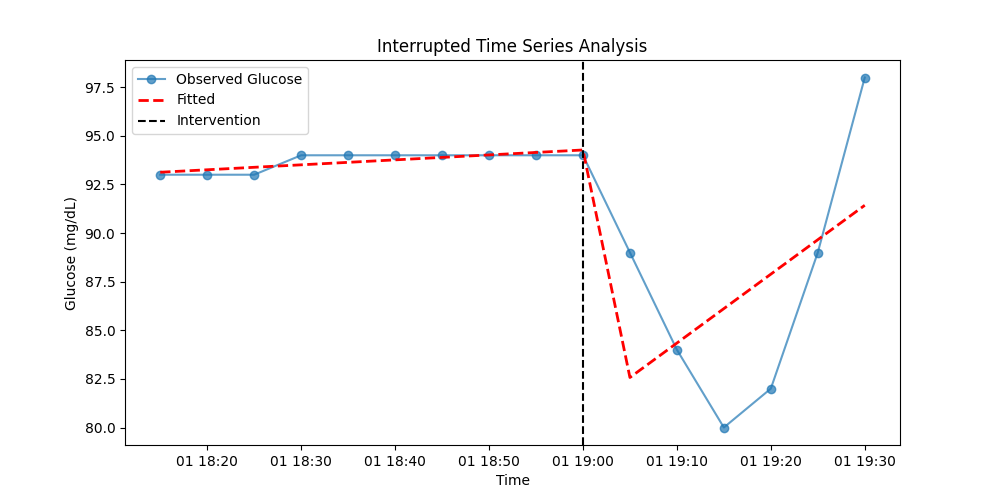 Interrupted Time Series Analysis
Observed Glucose
Fitted
Intervention
Glucose (mg/dL)
97.5
95.0
92.5
90.0
87.5
85.0
82.5
80.0
01 18:20 01 18:30 01 18:40 01 18:50 01 19:00 01 19:10 01 19:20 01 19:30
Time